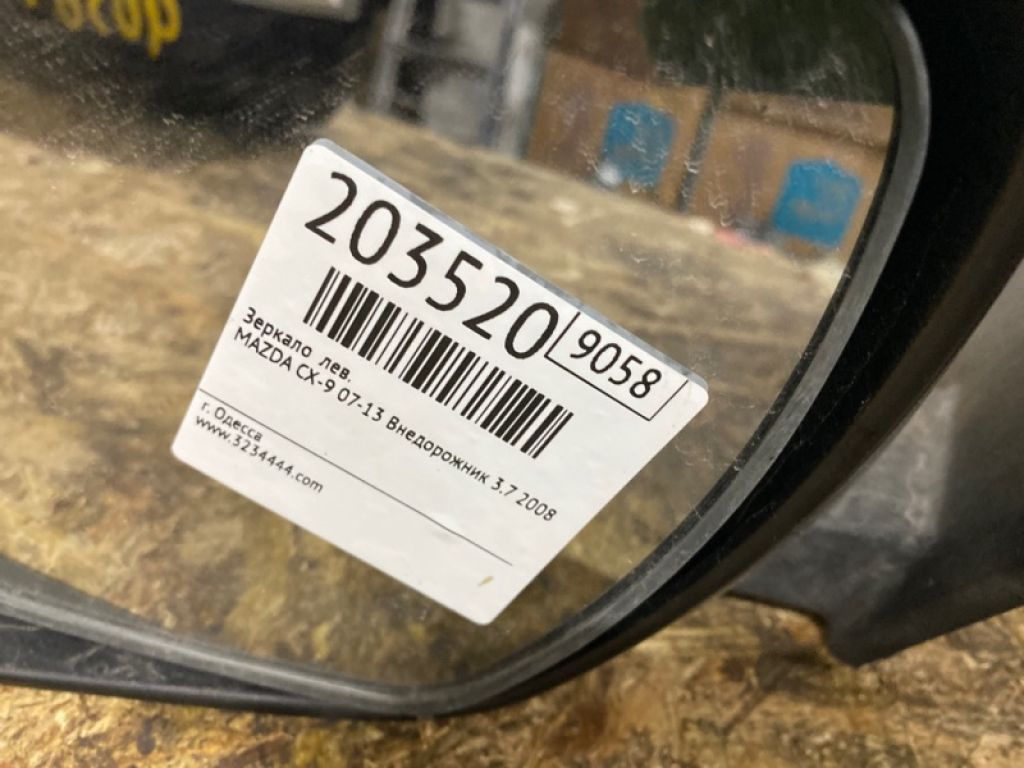 203520
9058
Зеркало лев.
MAZDA CX-9 07-13 Внедорожник 3.7 2008
г. Одесса
www.3234444.com